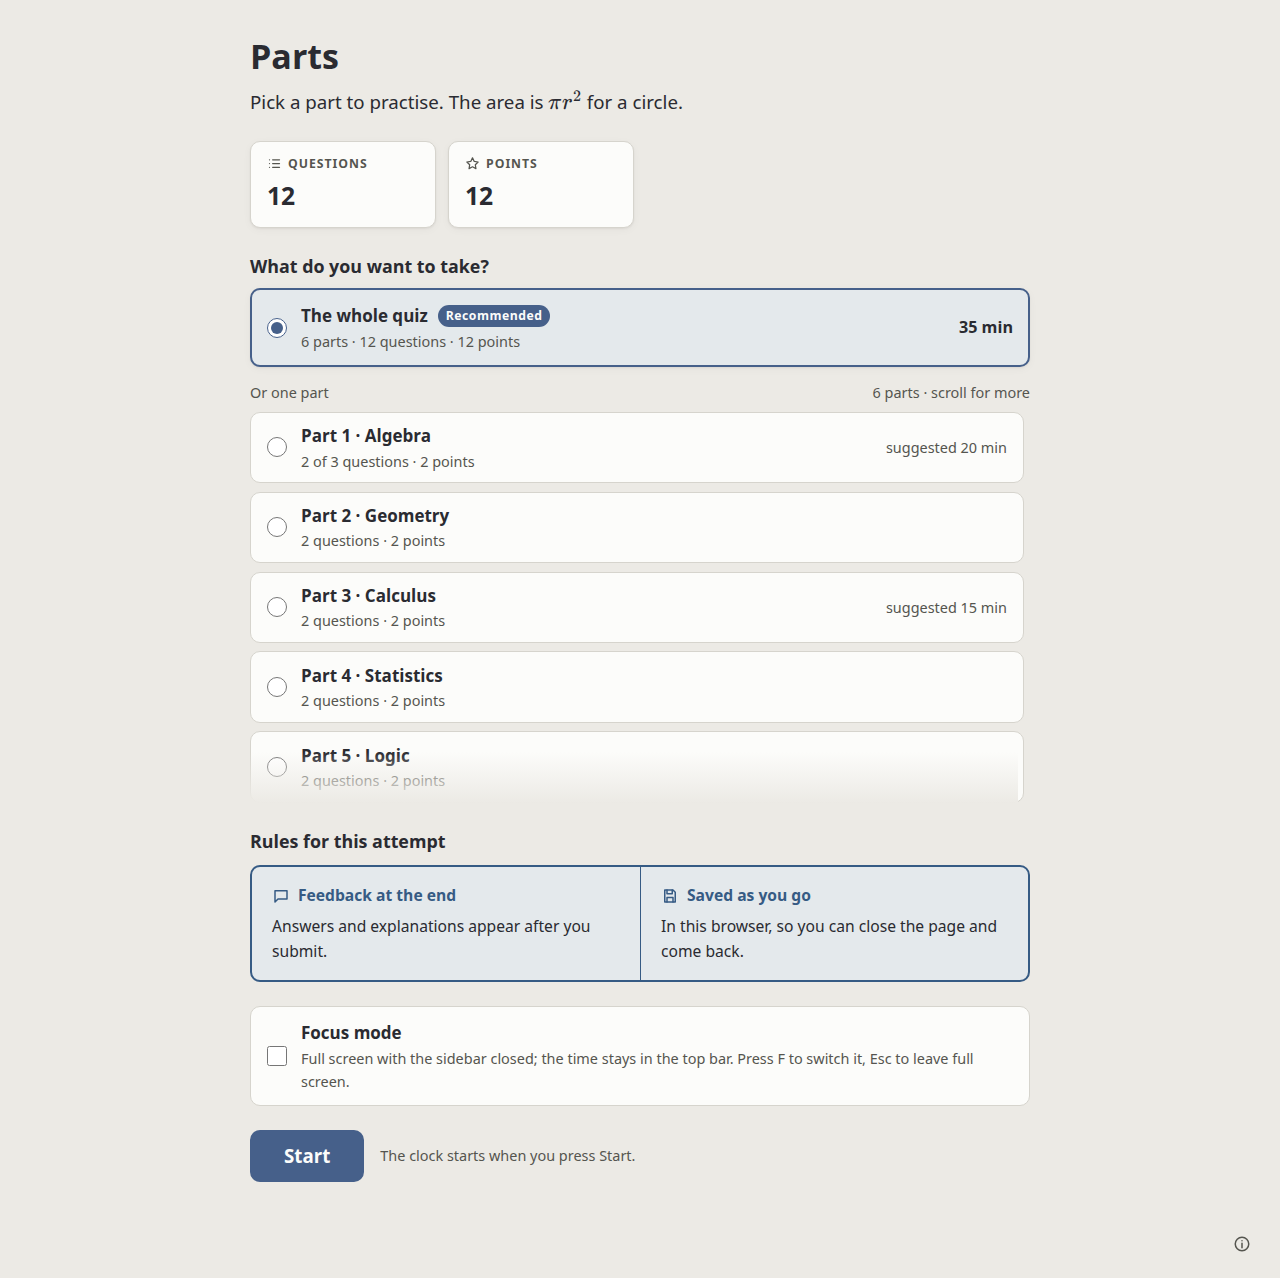 Parts
Pick a part to practise. The area is πr² for a circle.
QUESTIONS
12
POINTS
12
What do you want to take?
The whole quiz Recommended
6 parts · 12 questions · 12 points
35 min
Or one part
6 parts · scroll for more
Part 1 · Algebra
2 of 3 questions · 2 points
suggested 20 min
Part 2 · Geometry
2 questions · 2 points
Part 3 · Calculus
2 questions · 2 points
suggested 15 min
Part 4 · Statistics
2 questions · 2 points
Part 5 · Logic
2 questions · 2 points
Rules for this attempt
Feedback at the end
Answers and explanations appear after you
submit.
Saved as you go
In this browser, so you can close the page and
come back.
Focus mode
Full screen with the sidebar closed; the time stays in the top bar. Press F to switch it, Esc to leave full
screen.
Start
The clock starts when you press Start.